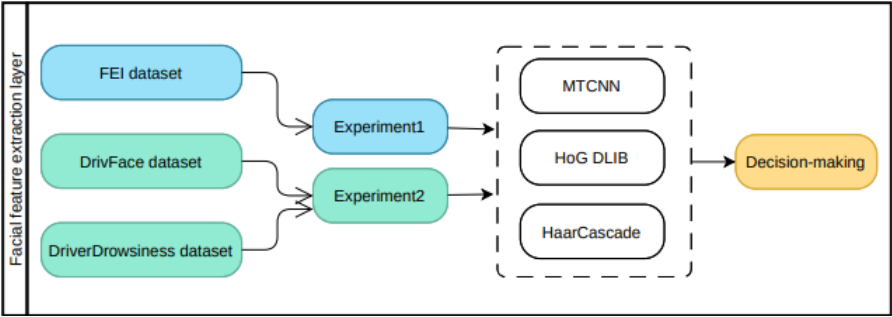 Facial feature extraction layer
FEI dataset
DrivFace dataset
DriverDrowsiness dataset
Experiment1
Experiment2
MTCNN
HoG DLIB
HaarCascade
Decision-making